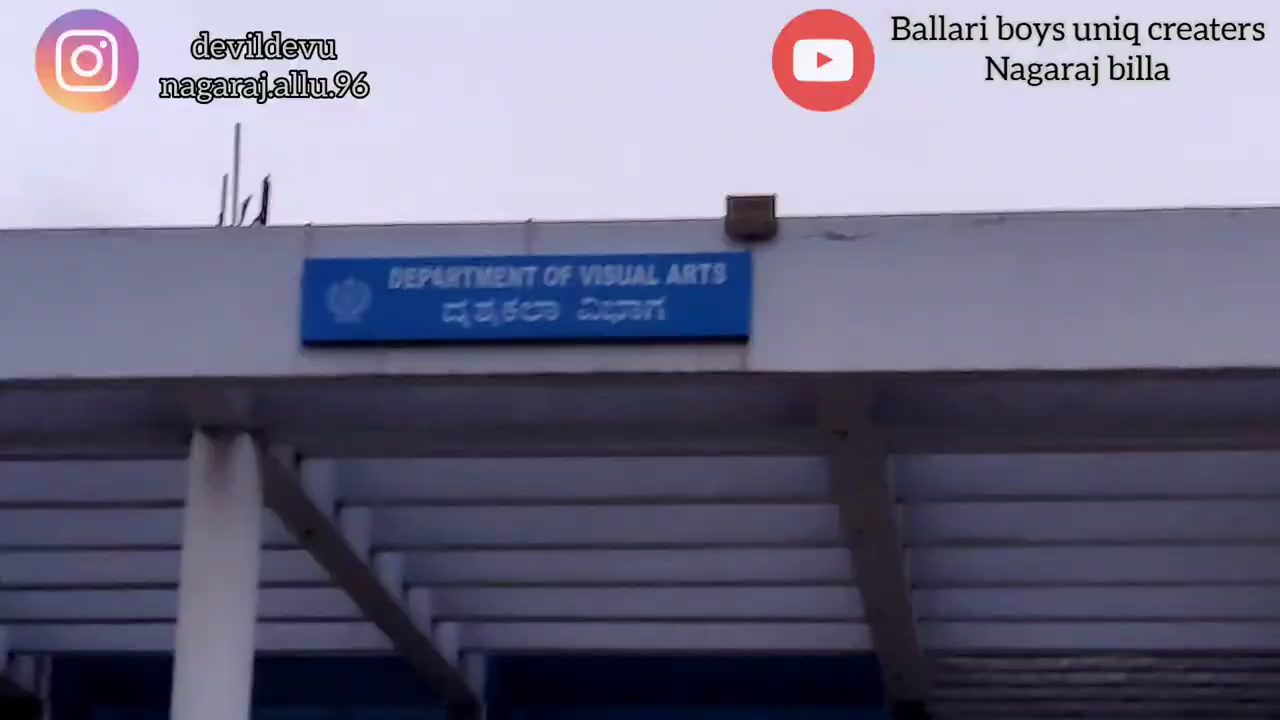 devildevu
nagaraj.allu.96
Ballari boys uniq creaters
Nagaraj billa
DEPARTMENT OF VISUAL ARTS
ದೃಶ್ಯಕಲಾ ವಿಭಾಗ